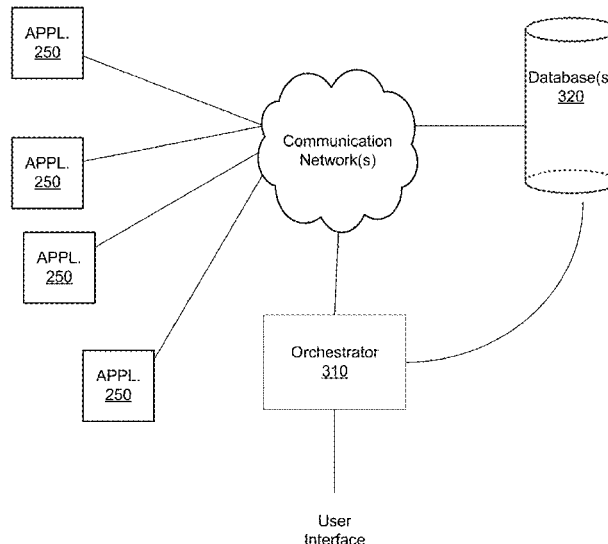 APPL.
250
APPL.
250
APPL.
250
APPL.
250
Communication
Network(s)
Database(s
320
Orchestrator
310
User
Interface